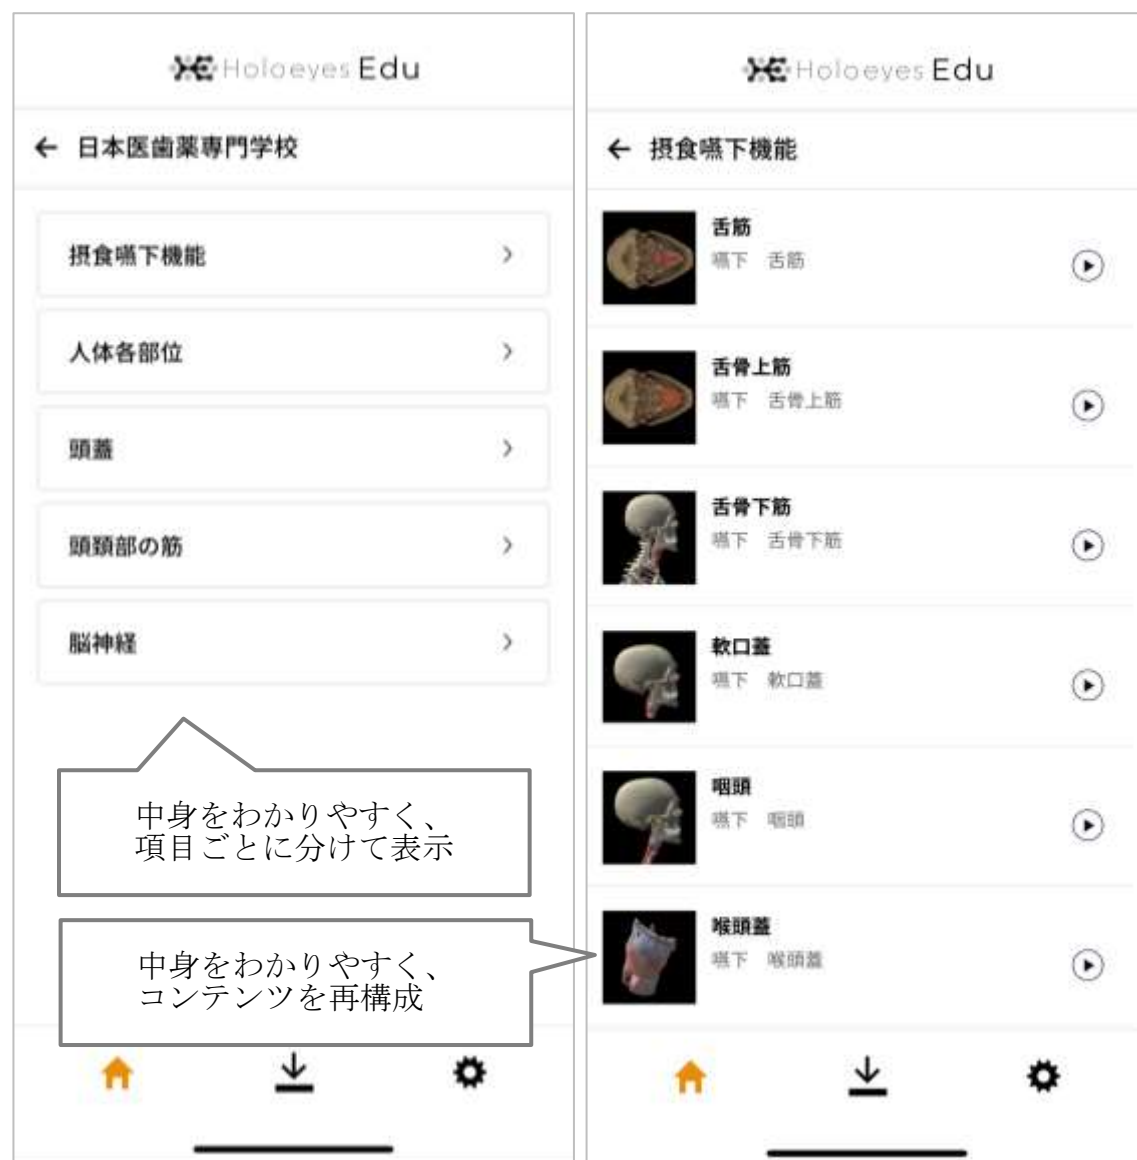 Holoeyes Edu
← 日本医歯薬専門学校
摂食嚥下機能
人体各部位
頭蓋
頭頚部の筋
脳神経
中身をわかりやすく、
項目ごとに分けて表示
中身をわかりやすく、
コンテンツを再構成
Holoeyes Edu
← 摂食嚥下機能
舌筋
嚥下 舌筋
舌骨上筋
嚥下 舌骨上筋
舌骨下筋
嚥下 舌骨下筋
軟口蓋
嚥下 軟口蓋
咽頭
嚥下 咽頭
喉頭蓋
嚥下 喉頭蓋